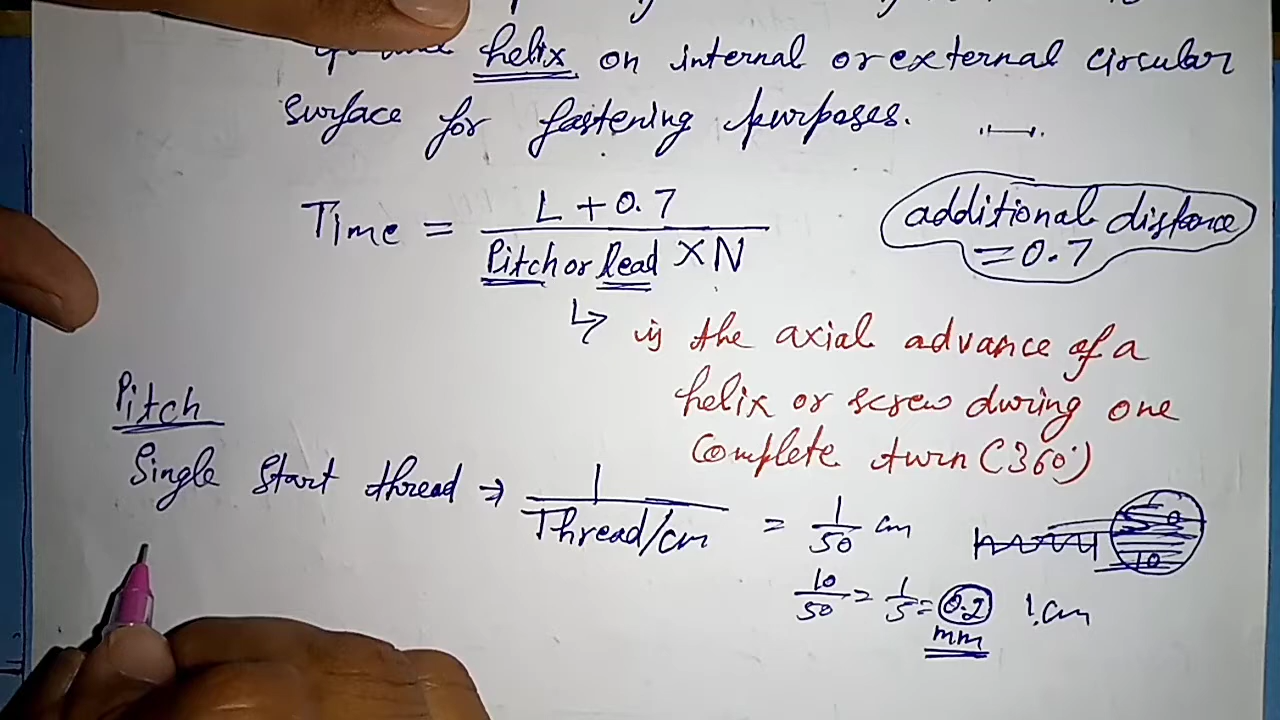 helix on internal or external circular
surface for fastening purposes.
Time = L + 0.7 / Pitch or lead × N
additional distance
= 0.7
↳ is the axial advance of a
helix or screw during one
complete turn (360°)
Pitch
Single start thread → 1 / Thread/cm = 1/50 cm
10/50 = 1/5 = 0.2 mm
1 cm
10